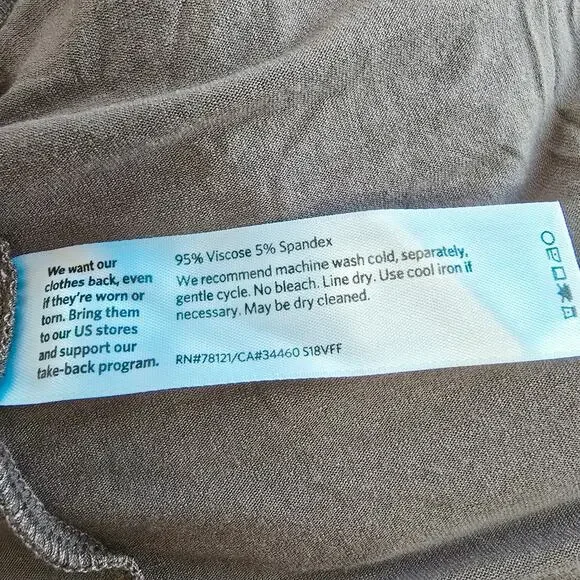 We want our
clothes back, even
if they're worn or
torn. Bring them
to our US stores
and support our
take-back program.
95% Viscose 5% Spandex
We recommend machine wash cold, separately,
gentle cycle. No bleach. Line dry. Use cool iron if
necessary. May be dry cleaned.
RN#78121/CA#34460 S18VFF